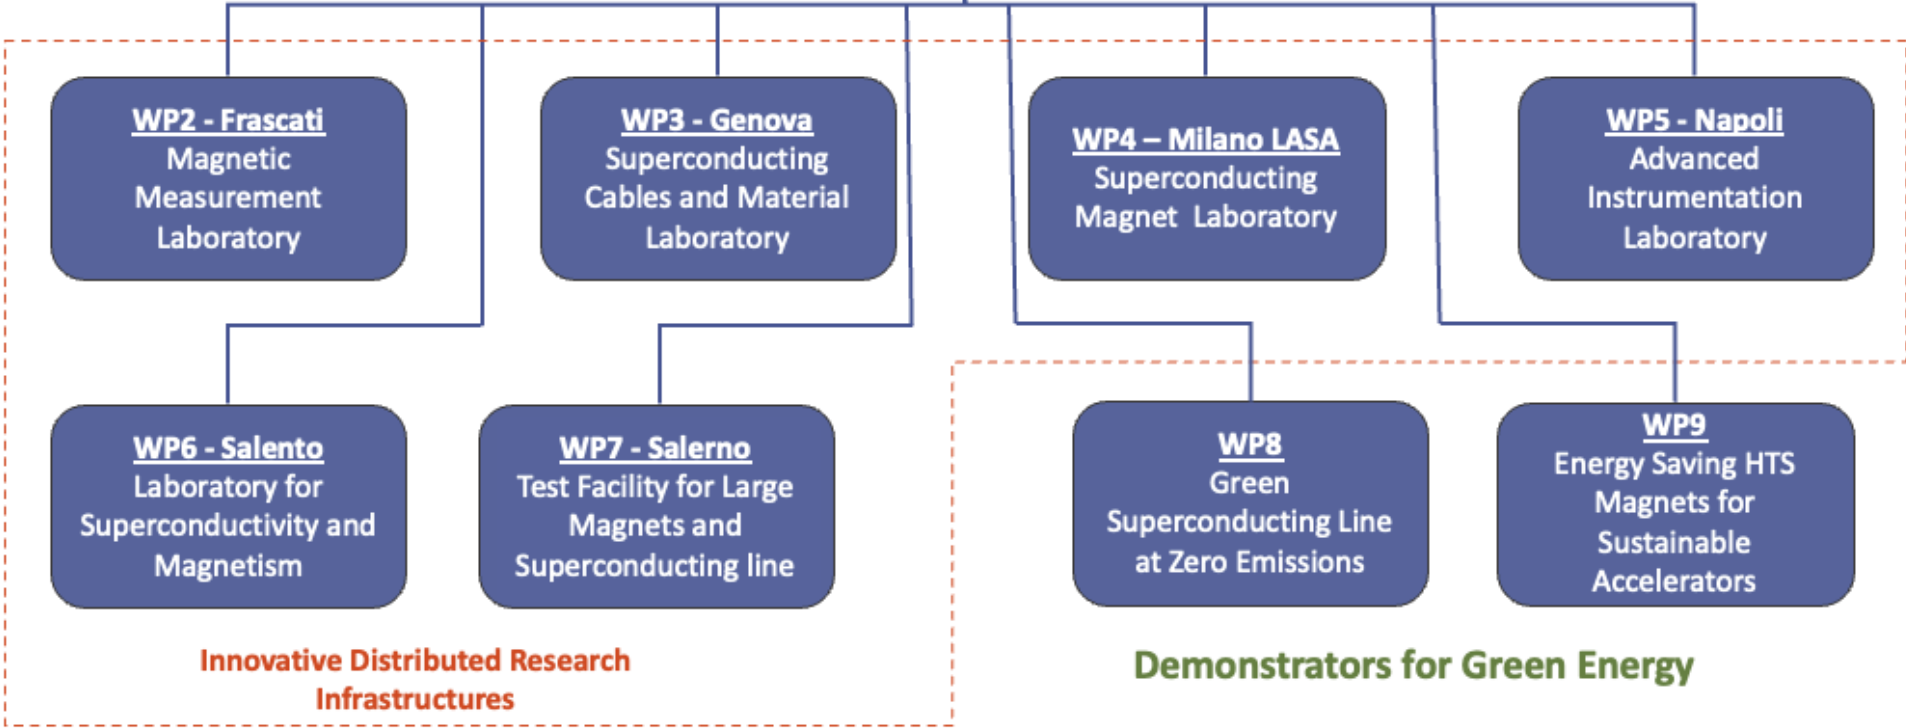 WP2 - Frascati
Magnetic
Measurement
Laboratory
WP3 - Genova
Superconducting
Cables and Material
Laboratory
WP4 – Milano LASA
Superconducting
Magnet Laboratory
WP5 - Napoli
Advanced
Instrumentation
Laboratory
WP6 - Salento
Laboratory for
Superconductivity and
Magnetism
WP7 - Salerno
Test Facility for Large
Magnets and
Superconducting line
WP8
Green
Superconducting Line
at Zero Emissions
WP9
Energy Saving HTS
Magnets for
Sustainable
Accelerators
Innovative Distributed Research
Infrastructures
Demonstrators for Green Energy